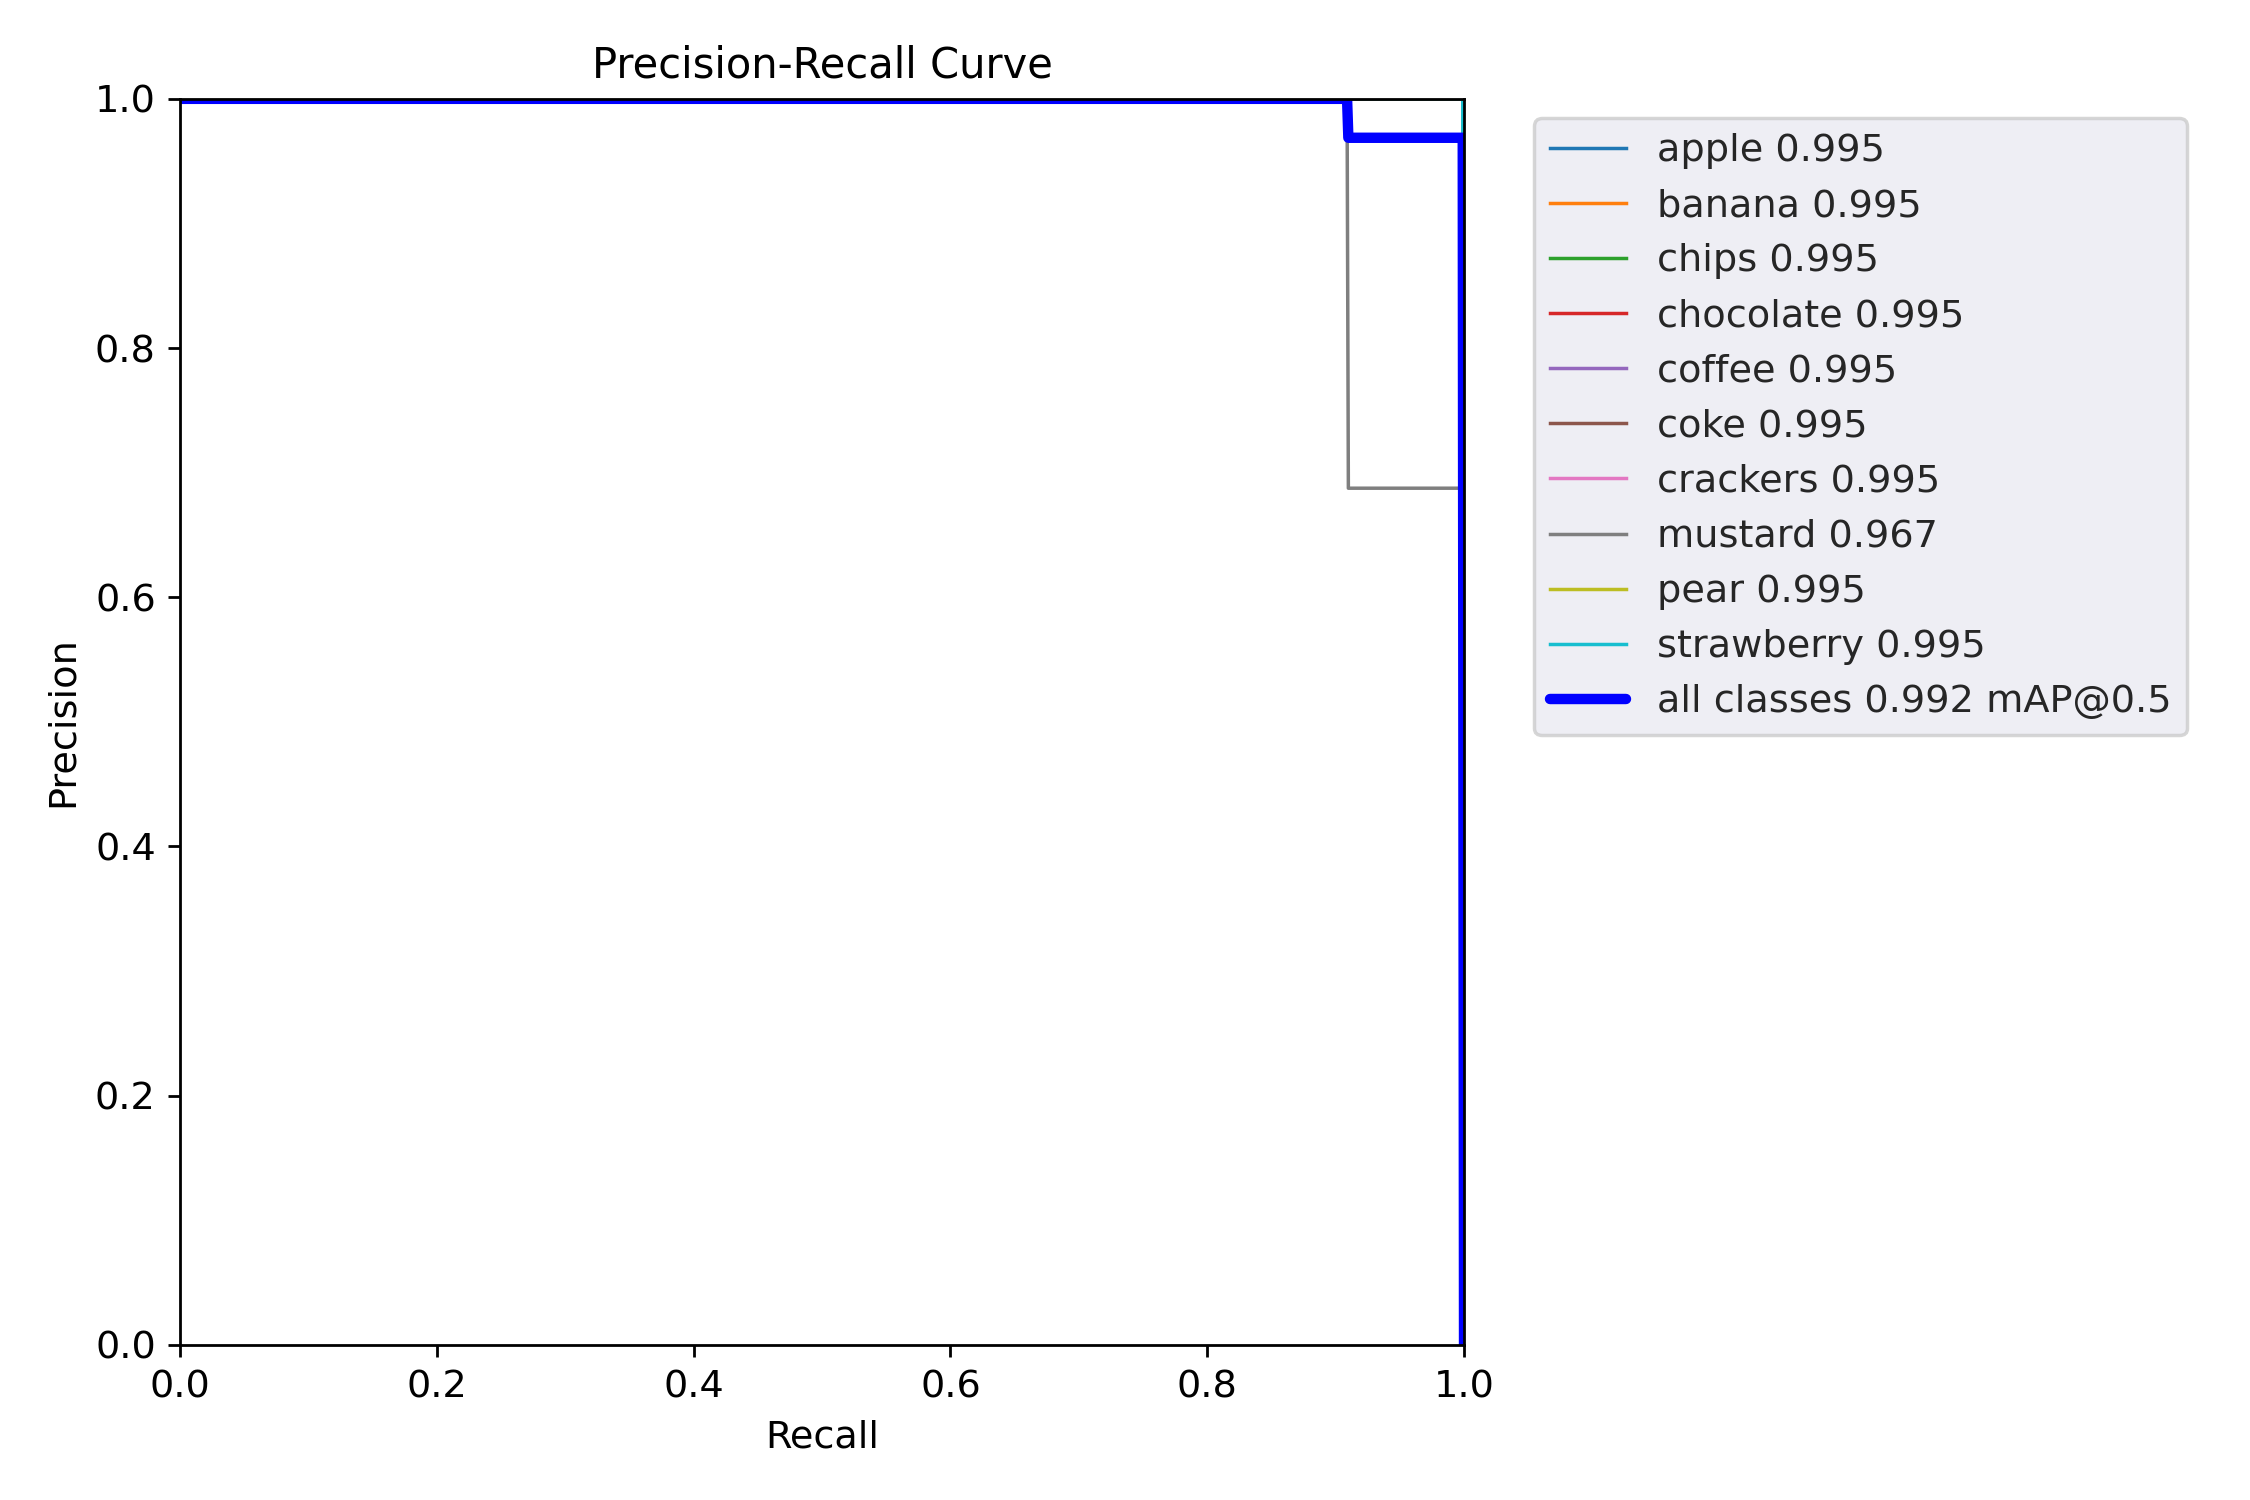 Precision-Recall Curve
1.0
0.8
0.6
0.4
0.2
0.0
Precision
0.0 0.2 0.4 0.6 0.8 1.0
Recall
apple 0.995
banana 0.995
chips 0.995
chocolate 0.995
coffee 0.995
coke 0.995
crackers 0.995
mustard 0.967
pear 0.995
strawberry 0.995
all classes 0.992 mAP@0.5